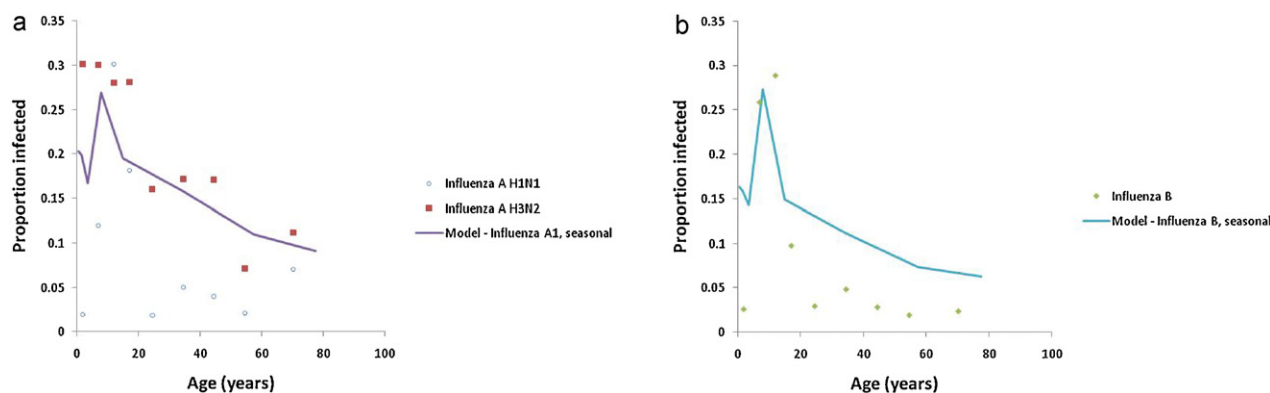 a
Proportion infected
0.35
0.3
0.25
0.2
0.15
0.1
0.05
0
0 20 40 60 80 100
Age (years)
Influenza A H1N1
Influenza A H3N2
Model - Influenza A1, seasonal
b
Proportion infected
0.35
0.3
0.25
0.2
0.15
0.1
0.05
0
0 20 40 60 80 100
Age (years)
Influenza B
Model - Influenza B, seasonal